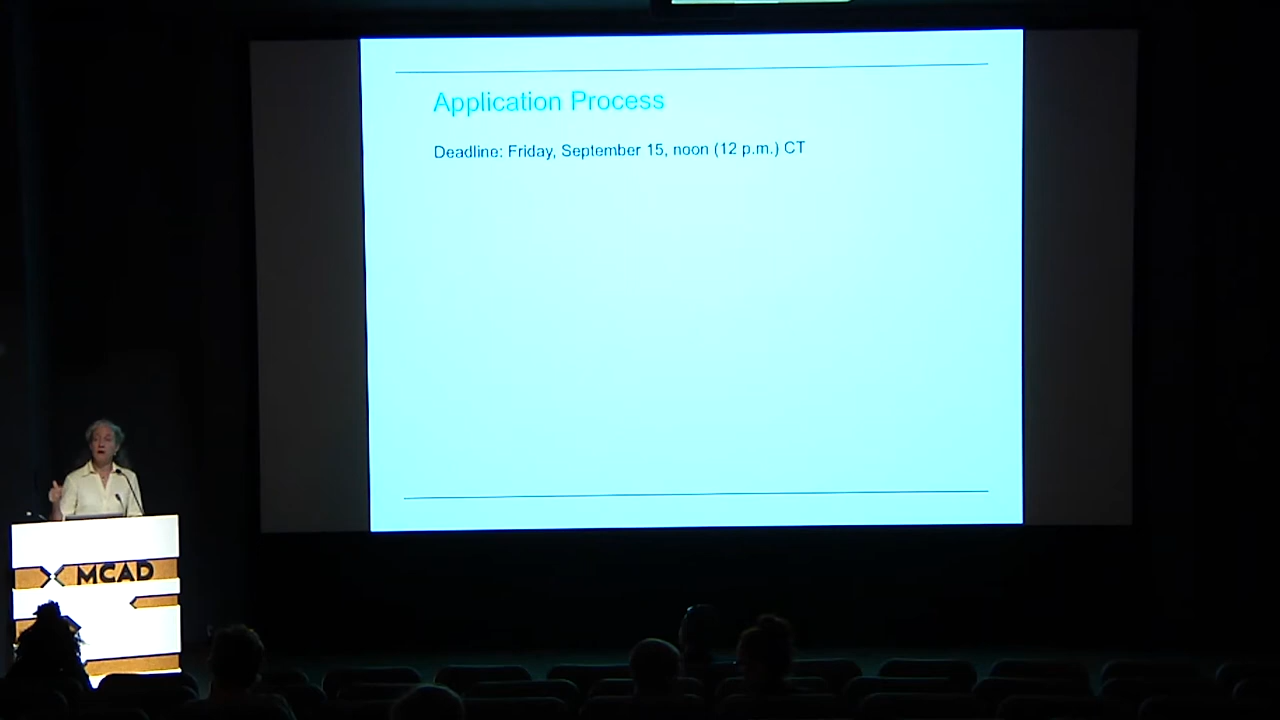 Application Process
Deadline: Friday, September 15, noon (12 p.m.) CT
MCAD